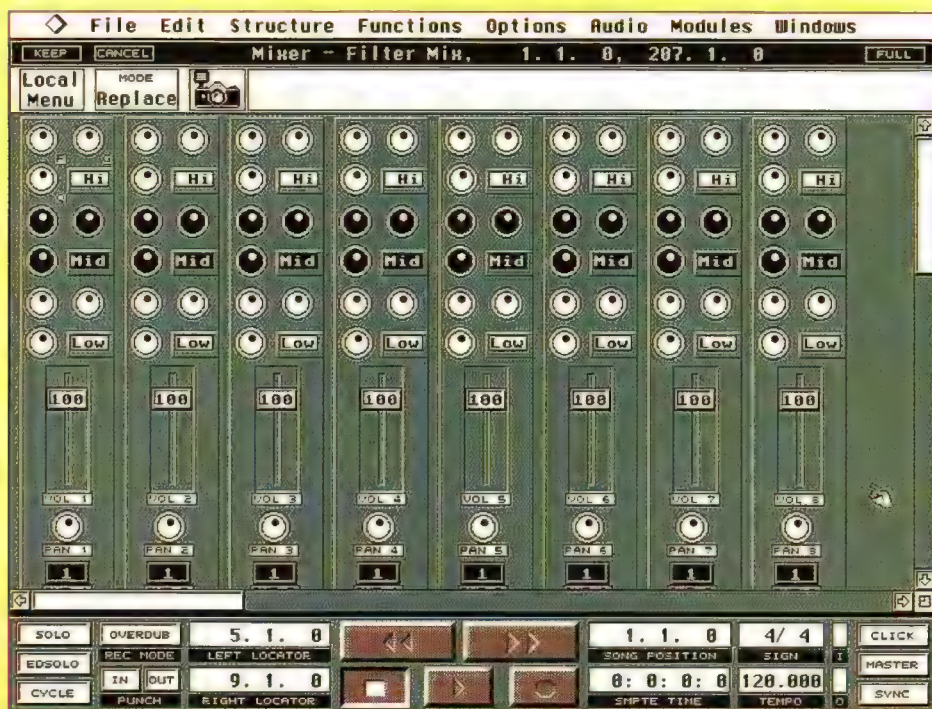 File Edit Structure Functions Options Audio Modules Windows
KEEP CANCEL Mixer - Filter Mix, 1. 1. 0, 207. 1. 0 FULL
Local Menu
MODE Replace
Hi Hi Hi Hi Hi Hi Hi Hi
Mid Mid Mid Mid Mid Mid Mid Mid
Low Low Low Low Low Low Low Low
100 100 100 100 100 100 100 100
VOL 1 VOL 2 VOL 3 VOL 4 VOL 5 VOL 6 VOL 7 VOL 8
PAN 1 PAN 2 PAN 3 PAN 4 PAN 5 PAN 6 PAN 7 PAN 8
1 1 1 1 1 1 1 1
SOLO OVERDUB 5. 1. 0 1. 1. 0 4/ 4 CLICK
REC MODE LEFT LOCATOR SONG POSITION SIGN I
EDSOLO MASTER
CYCLE IN OUT 9. 1. 0 0: 0: 0: 0 120.000 SYNC
PUNCH RIGHT LOCATOR SMPTE TIME TEMPO O